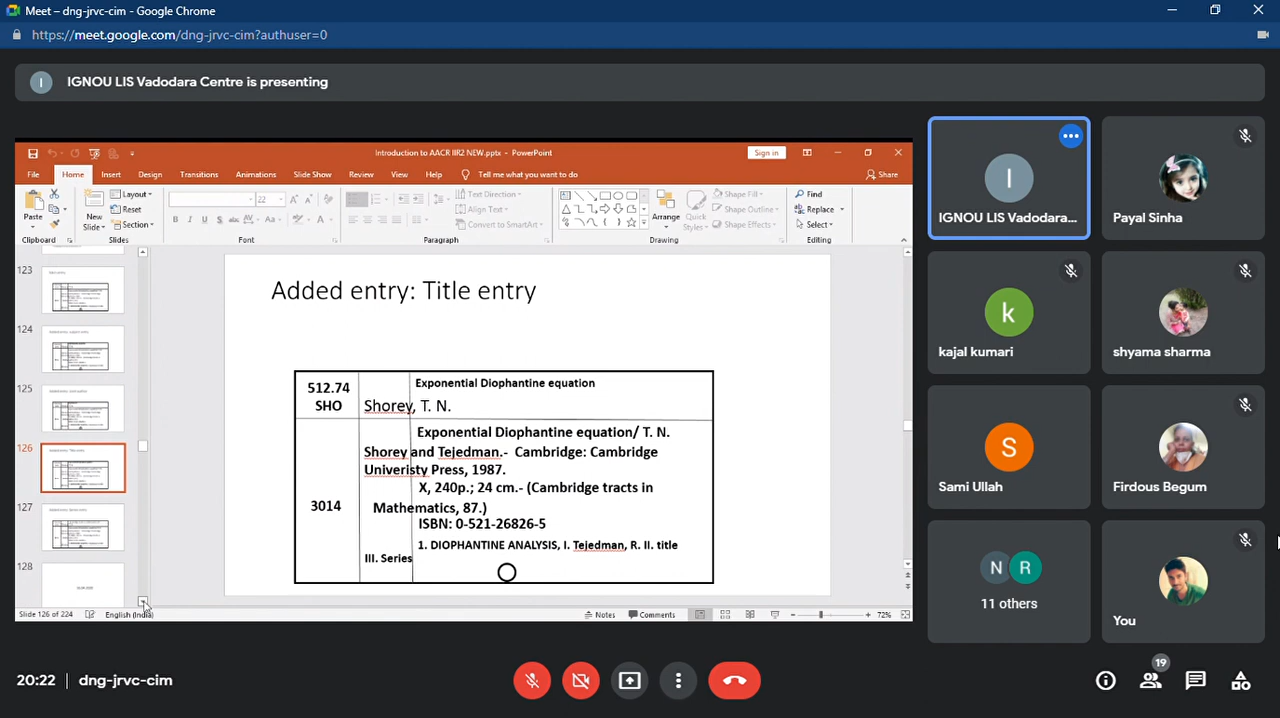 Meet – dng-jrvc-cim - Google Chrome
https://meet.google.com/dng-jrvc-cim?authuser=0
I IGNOU LIS Vadodara Centre is presenting
Introduction to AACR IIR2 NEW.pptx - PowerPoint
Sign in
File Home Insert Design Transitions Animations Slide Show Review View Help Tell me what you want to do Share
Paste
New Slide
Layout
Reset
Section
22
Text Direction
Align Text
Convert to SmartArt
Arrange
Quick Styles
Shape Fill
Shape Outline
Shape Effects
Find
Replace
Select
Clipboard Slides Font Paragraph Drawing Editing
123
124
125
126
127
128
Added entry: Title entry
512.74
SHO
Exponential Diophantine equation
Shorey, T. N.
Exponential Diophantine equation/ T. N.
Shorey and Tejedman.- Cambridge: Cambridge
Univeristy Press, 1987.
X, 240p.; 24 cm.- (Cambridge tracts in
Mathematics, 87.)
3014
ISBN: 0-521-26826-5
1. DIOPHANTINE ANALYSIS, I. Tejedman, R. II. title
III. Series
Slide 126 of 224 English (India) Notes Comments 72%
I
IGNOU LIS Vadodara...
Payal Sinha
k
kajal kumari
shyama sharma
S
Sami Ullah
Firdous Begum
N R
11 others
You
20:22 | dng-jrvc-cim
19